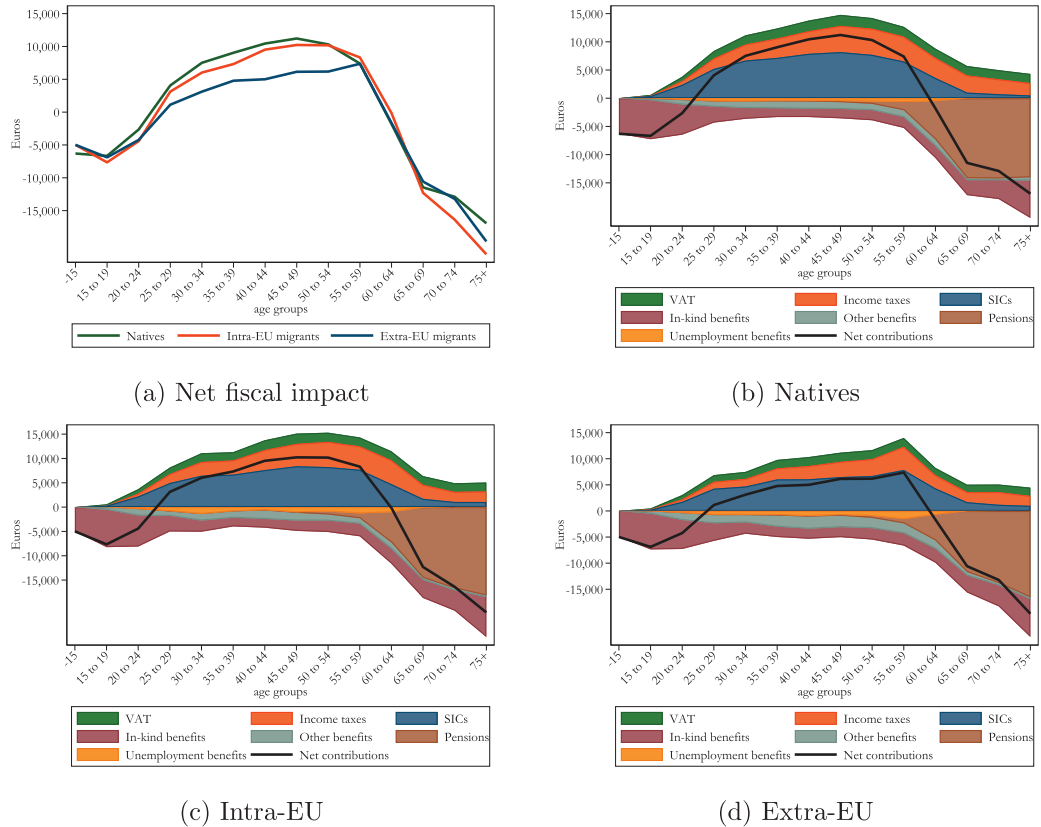 15,000
10,000
5,000
0
-5,000
-10,000
-15,000
Euros
-15
15 to 19
20 to 24
25 to 29
30 to 34
35 to 39
40 to 44
45 to 49
50 to 54
55 to 59
60 to 64
65 to 69
70 to 74
75+
age groups
Natives Intra-EU migrants Extra-EU migrants
(a) Net fiscal impact
15,000
10,000
5,000
0
-5,000
-10,000
-15,000
Euros
-15
15 to 19
20 to 24
25 to 29
30 to 34
35 to 39
40 to 44
45 to 49
50 to 54
55 to 59
60 to 64
65 to 69
70 to 74
75+
age groups
VAT Income taxes SICs
In-kind benefits Other benefits Pensions
Unemployment benefits Net contributions
(b) Natives
15,000
10,000
5,000
0
-5,000
-10,000
-15,000
Euros
-15
15 to 19
20 to 24
25 to 29
30 to 34
35 to 39
40 to 44
45 to 49
50 to 54
55 to 59
60 to 64
65 to 69
70 to 74
75+
age groups
VAT Income taxes SICs
In-kind benefits Other benefits Pensions
Unemployment benefits Net contributions
(c) Intra-EU
15,000
10,000
5,000
0
-5,000
-10,000
-15,000
Euros
-15
15 to 19
20 to 24
25 to 29
30 to 34
35 to 39
40 to 44
45 to 49
50 to 54
55 to 59
60 to 64
65 to 69
70 to 74
75+
age groups
VAT Income taxes SICs
In-kind benefits Other benefits Pensions
Unemployment benefits Net contributions
(d) Extra-EU